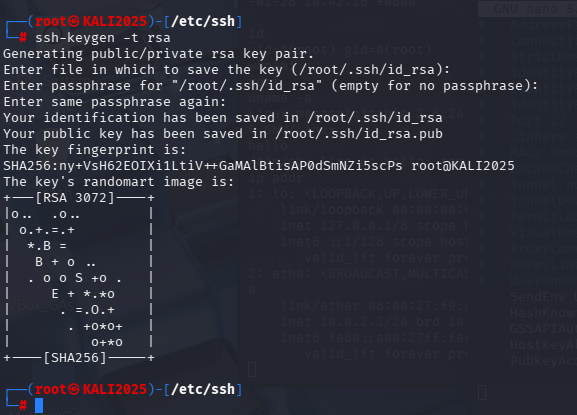 ┌──(root㉿KALI2025)-[/etc/ssh]
└─# ssh-keygen -t rsa
Generating public/private rsa key pair.
Enter file in which to save the key (/root/.ssh/id_rsa):
Enter passphrase for "/root/.ssh/id_rsa" (empty for no passphrase):
Enter same passphrase again:
Your identification has been saved in /root/.ssh/id_rsa
Your public key has been saved in /root/.ssh/id_rsa.pub
The key fingerprint is:
SHA256:ny+VsH62EOIXi1LtiV++GaMAlBtisAP0dSmNZi5scPs root@KALI2025
The key's randomart image is:
+---[RSA 3072]----+
|o..  .o..        |
| o.+.=.+         |
|  *.B =          |
|   B + o ..      |
|  . o o S +o .   |
|     E + *.*o    |
|      . =.O.+    |
|       . +o*o+   |
|          o+*o   |
+----[SHA256]-----+
┌──(root㉿KALI2025)-[/etc/ssh]
└─#